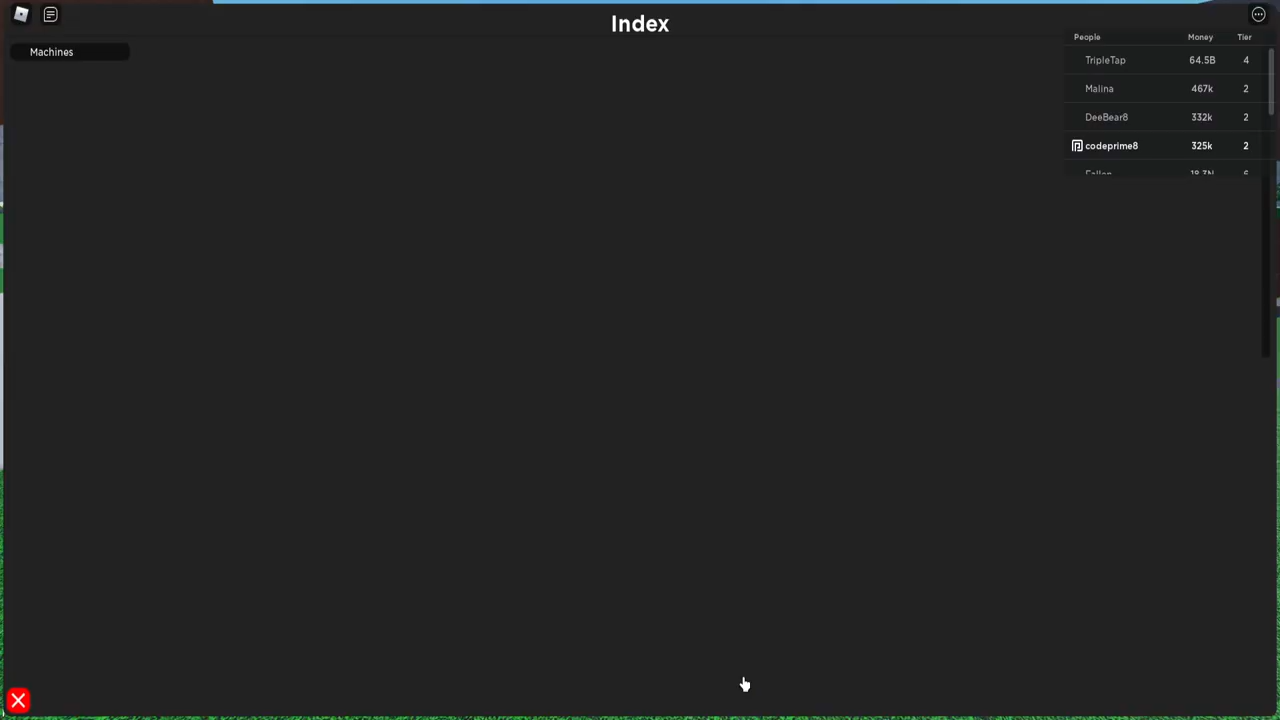 Index
Machines
People Money Tier
TripleTap 64.5B 4
Malina 467k 2
DeeBear8 332k 2
codeprime8 325k 2